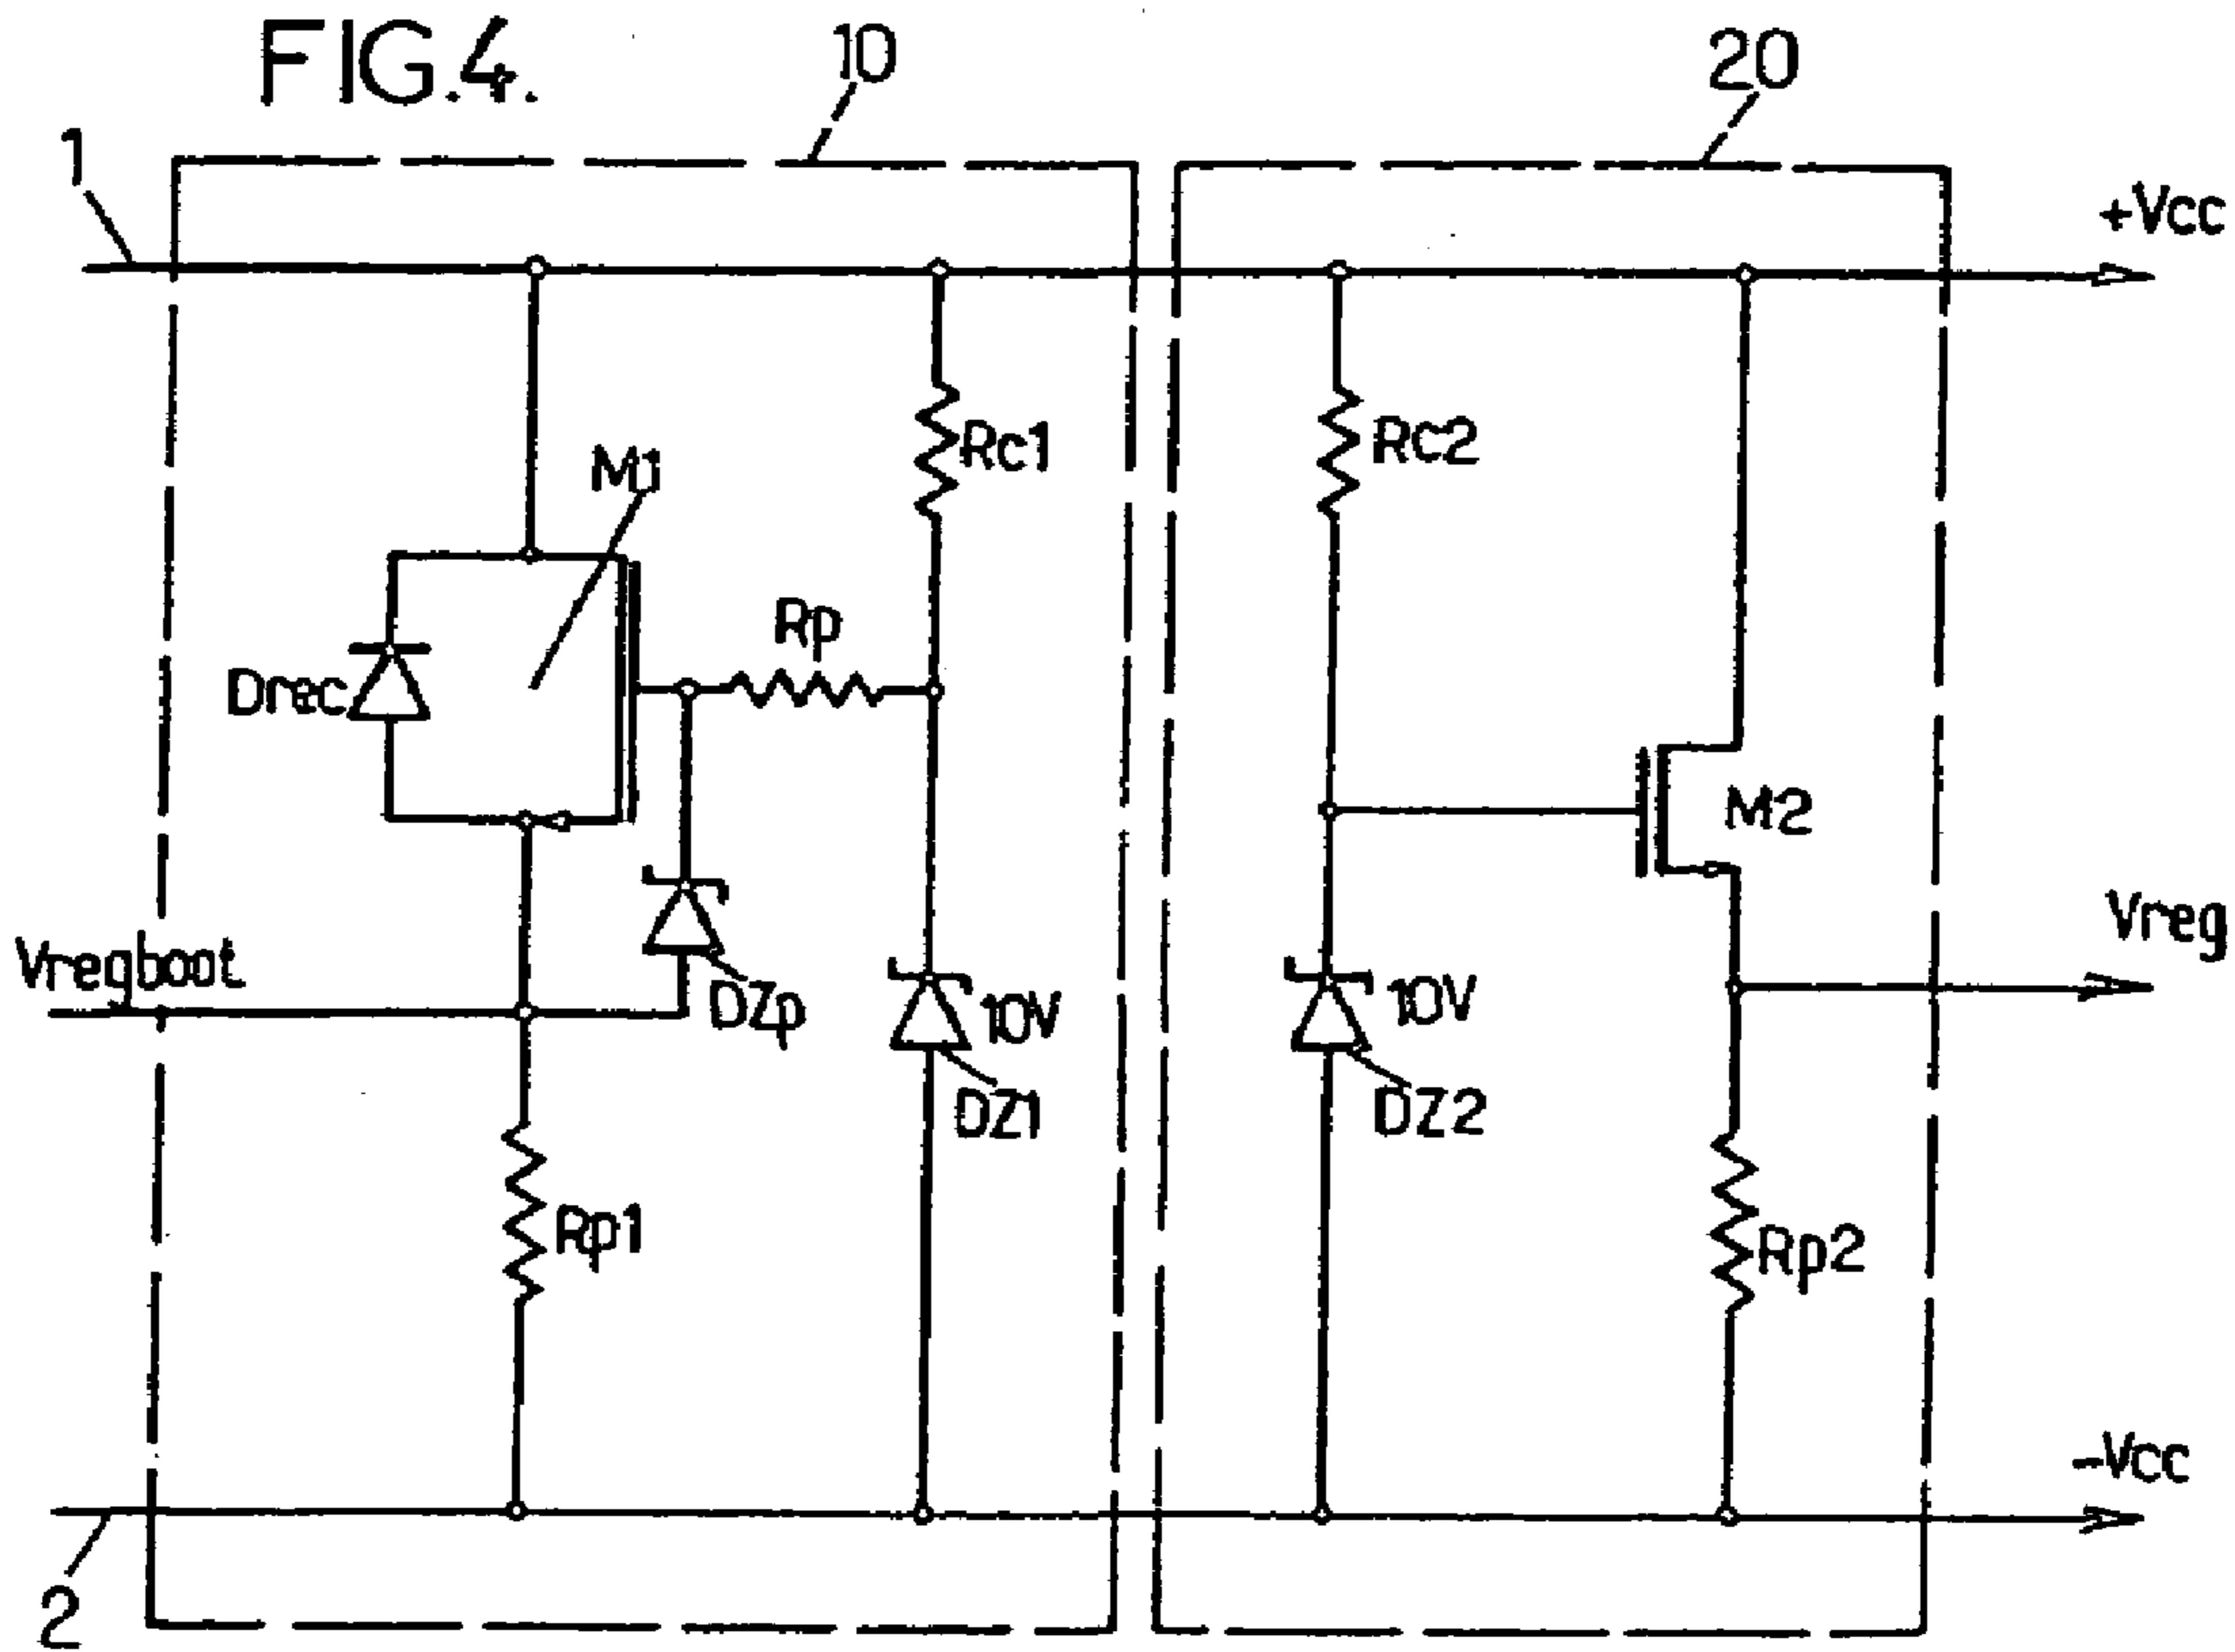 FIG.4.
10
20
1
+Vcc
Rc1
Rc2
M1
Rp
Drec
M2
Vregboot
DZp
10V
10V
Vreg
DZ1
DZ2
Rp1
Rp2
-Vcc
2